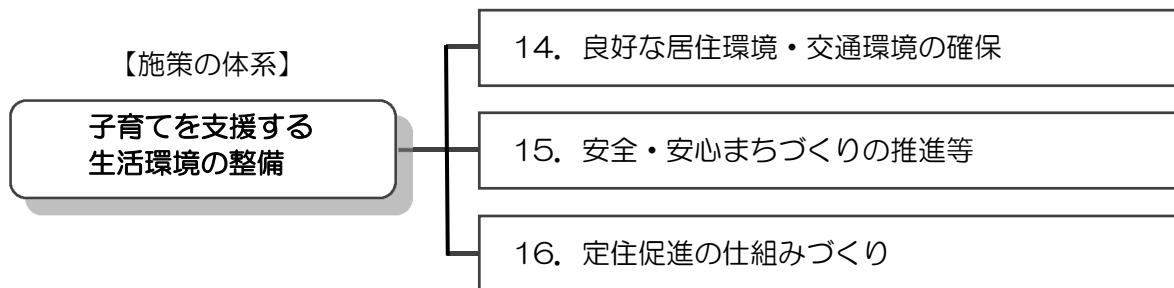 【施策の体系】
子育てを支援する
生活環境の整備
14．良好な居住環境・交通環境の確保
15．安全・安心まちづくりの推進等
16．定住促進の仕組みづくり